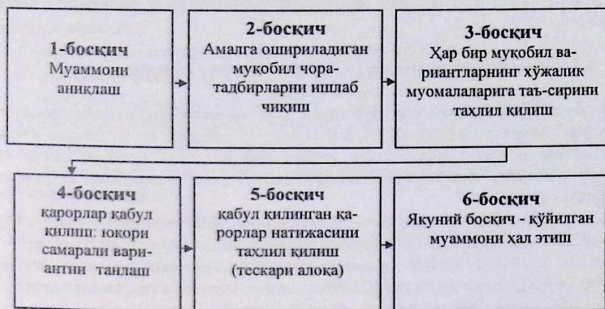 1-босқич
Муаммони
аниқлаш
2-босқич
Амалга ошириладиган
муқобил чора-
тадбирларни ишлаб
чиқиш
3-босқич
Ҳар бир муқобил ва-
риантларнинг хўжалик
муомалаларига таъ-сирини
таҳлил қилиш
4-босқич
қарорлар қабул
қилиш: юқори
самарали вари-
антни танлаш
5-босқич
қабул қилинган қа-
рорлар натижасини
таҳлил қилиш
(тескари алоқа)
6-босқич
Якуний босқич - қўйилган
муаммони ҳал этиш